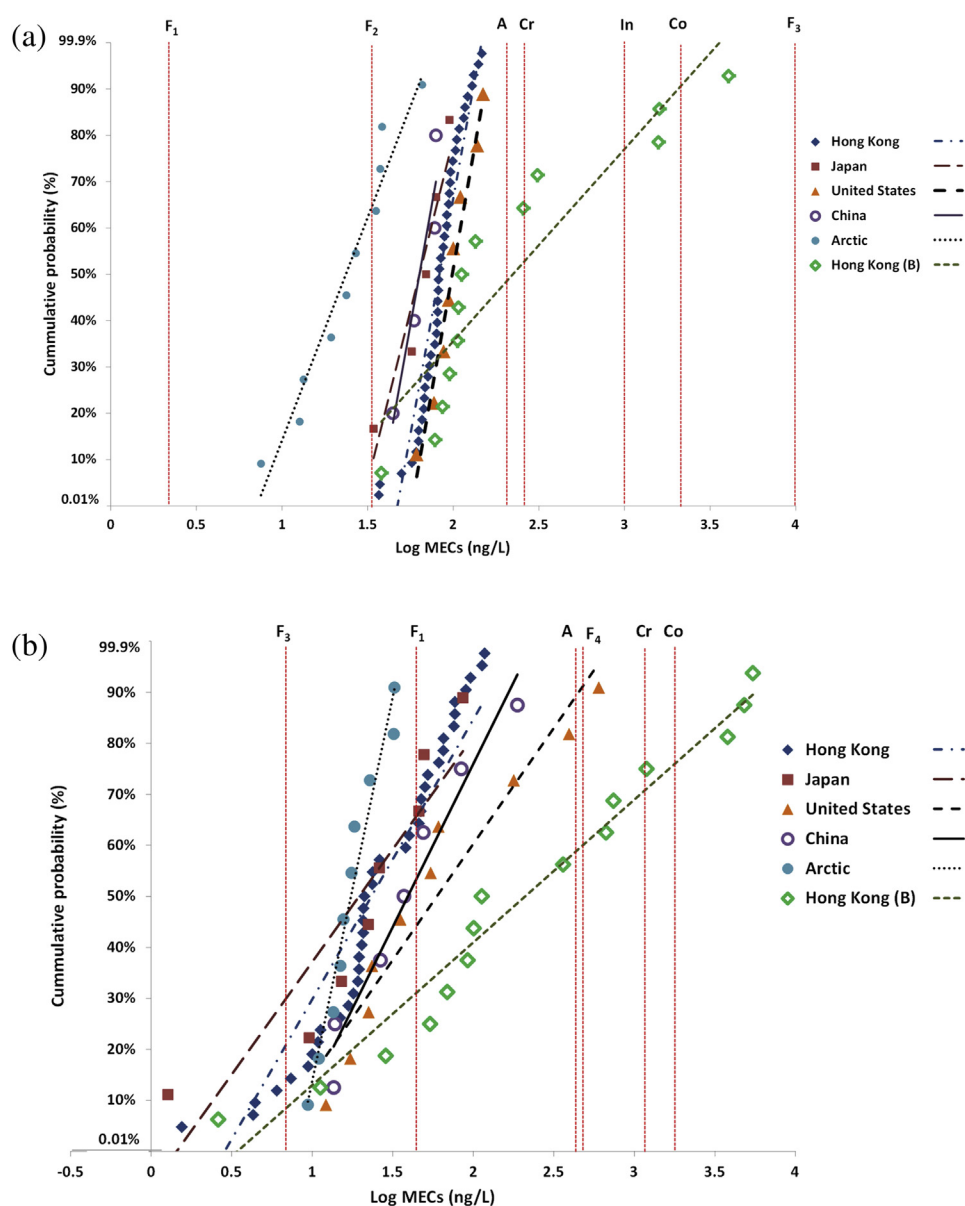 (a)
F1 F2 A Cr In Co F3
99.9%
90%
80%
70%
60%
50%
40%
30%
20%
10%
0.01%
Cummulative probability (%)
0 0.5 1 1.5 2 2.5 3 3.5 4
Log MECs (ng/L)
Hong Kong
Japan
United States
China
Arctic
Hong Kong (B)
(b)
F3 F1 A F4 Cr Co
99.9%
90%
80%
70%
60%
50%
40%
30%
20%
10%
0.01%
Cummulative probability (%)
-0.5 0 0.5 1 1.5 2 2.5 3 3.5 4
Log MECs (ng/L)
Hong Kong
Japan
United States
China
Arctic
Hong Kong (B)